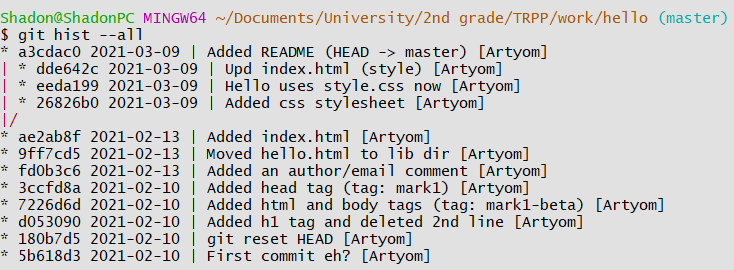 Shadon@ShadonPC MINGW64 ~/Documents/University/2nd grade/TRPP/work/hello (master)
$ git hist --all
* a3cdac0 2021-03-09 | Added README (HEAD -> master) [Artyom]
| * dde642c 2021-03-09 | Upd index.html (style) [Artyom]
| * eeda199 2021-03-09 | Hello uses style.css now [Artyom]
| * 26826b0 2021-03-09 | Added css stylesheet [Artyom]
|/
* ae2ab8f 2021-02-13 | Added index.html [Artyom]
* 9ff7cd5 2021-02-13 | Moved hello.html to lib dir [Artyom]
* fd0b3c6 2021-02-13 | Added an author/email comment [Artyom]
* 3ccfd8a 2021-02-10 | Added head tag (tag: mark1) [Artyom]
* 7226d6d 2021-02-10 | Added html and body tags (tag: mark1-beta) [Artyom]
* d053090 2021-02-10 | Added h1 tag and deleted 2nd line [Artyom]
* 180b7d5 2021-02-10 | git reset HEAD [Artyom]
* 5b618d3 2021-02-10 | First commit eh? [Artyom]